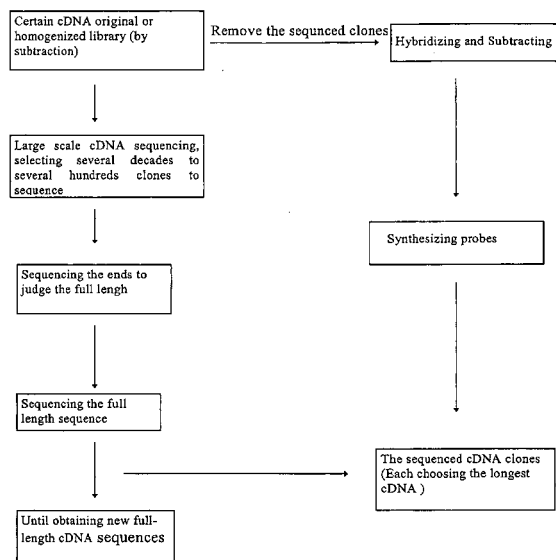 Certain cDNA original or
homogenized library (by
subtraction)
Remove the sequnced clones
Hybridizing and Subtracting
Large scale cDNA sequencing,
selecting several decades to
several hundreds clones to
sequence
Synthesizing probes
Sequencing the ends to
judge the full lengh
Sequencing the full
length sequence
The sequenced cDNA clones
(Each choosing the longest
cDNA )
Until obtaining new full-
length cDNA sequences